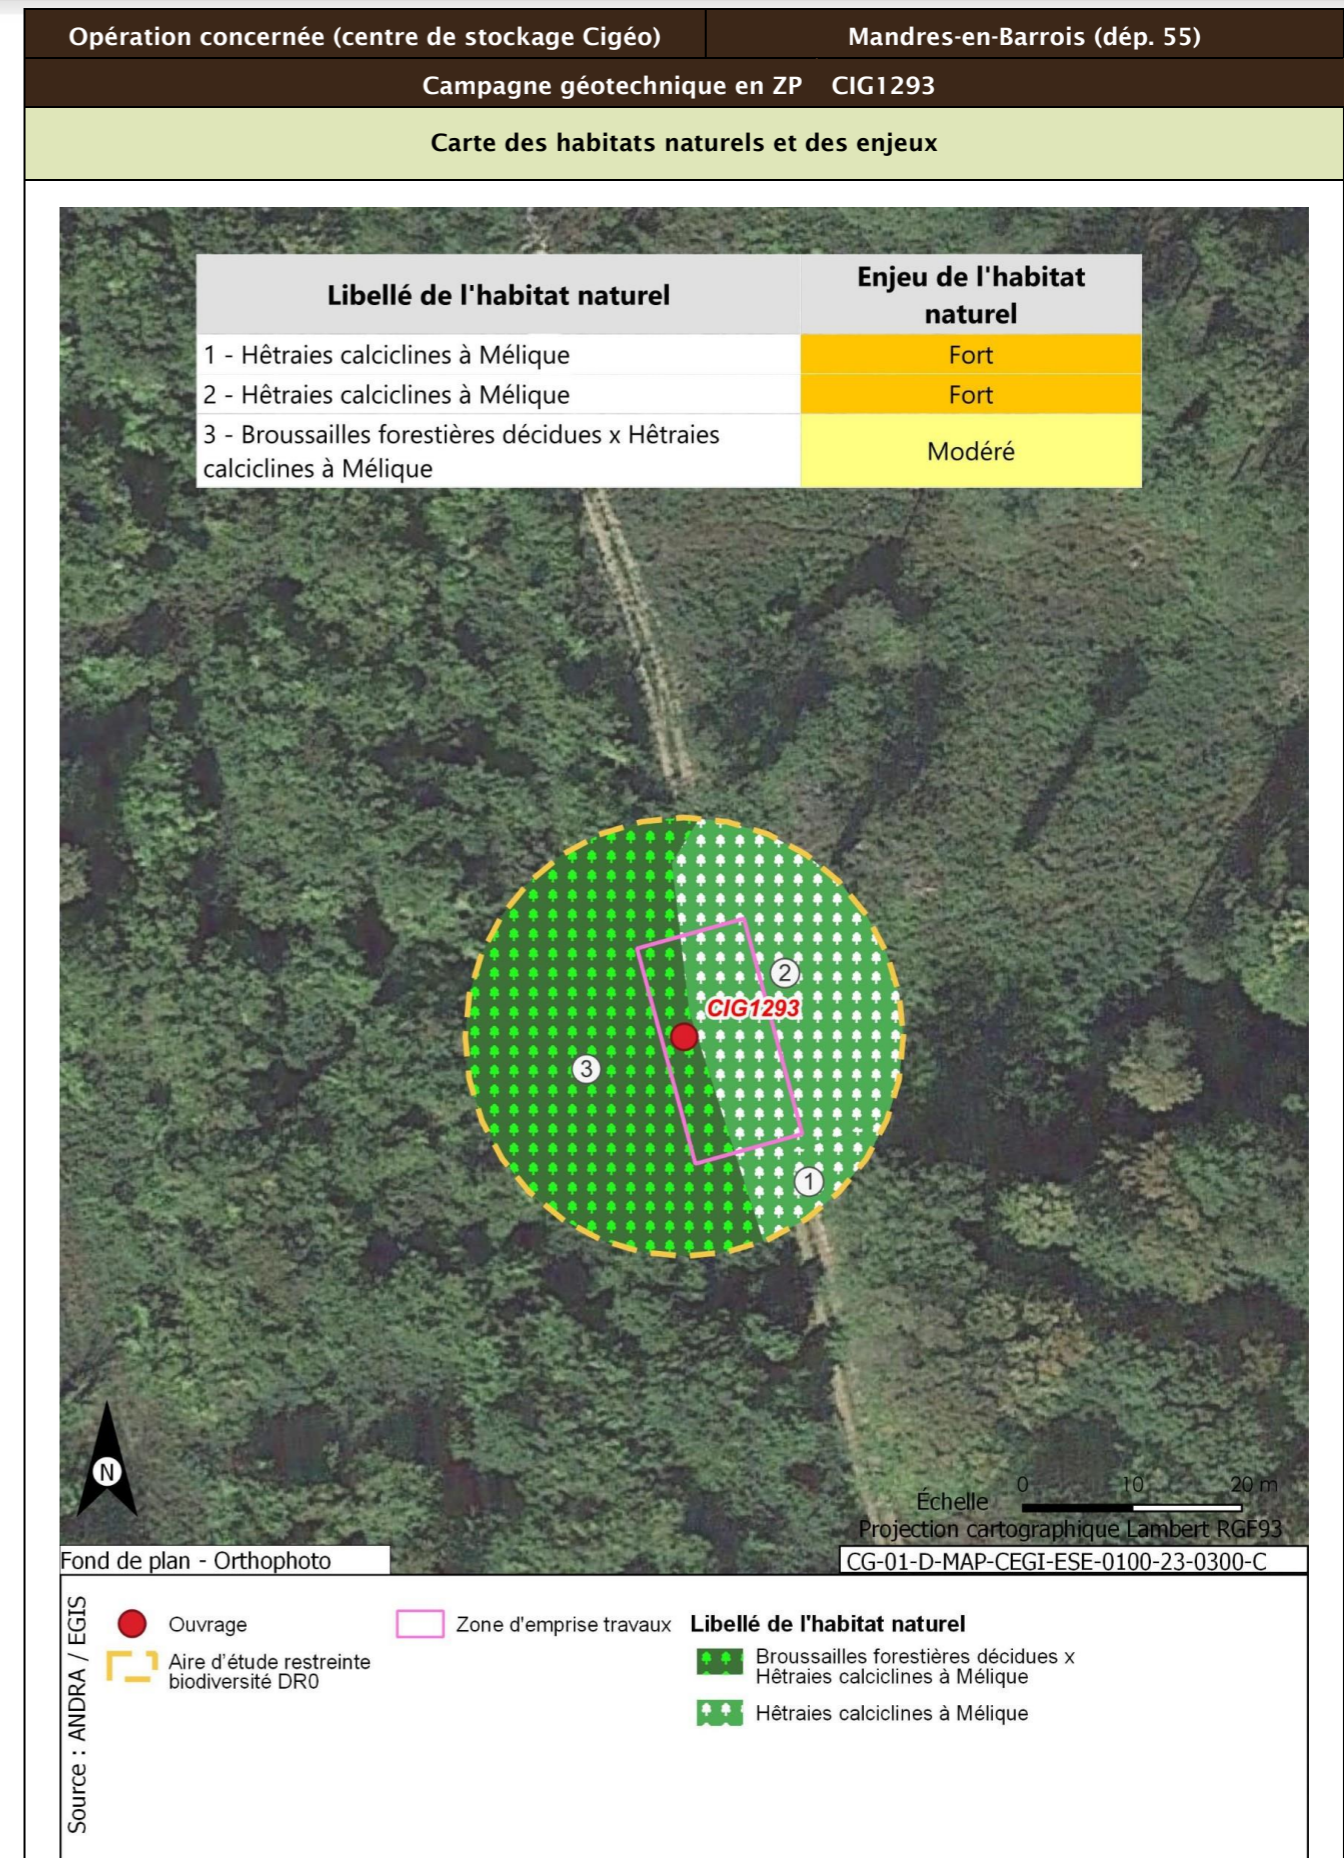 Opération concernée (centre de stockage Cigéo)
Mandres-en-Barrois (dép. 55)
Campagne géotechnique en ZP CIG1293
Carte des habitats naturels et des enjeux
Libellé de l'habitat naturel
Enjeu de l'habitat
naturel
1 - Hêtraies calciclines à Mélique
Fort
2 - Hêtraies calciclines à Mélique
Fort
3 - Broussailles forestières décidues x Hêtraies
calciclines à Mélique
Modéré
2
CIG1293
3
1
N
0 10 20 m
Échelle
Projection cartographique Lambert RGF93
Fond de plan - Orthophoto
CG-01-D-MAP-CEGI-ESE-0100-23-0300-C
Source : ANDRA / EGIS
Ouvrage
Aire d'étude restreinte
biodiversité DR0
Zone d'emprise travaux
Libellé de l'habitat naturel
Broussailles forestières décidues x
Hêtraies calciclines à Mélique
Hêtraies calciclines à Mélique